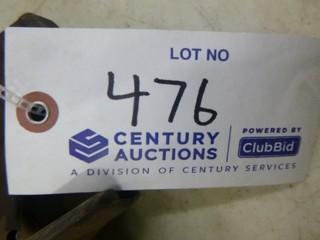 LOT NO
476
CENTURY AUCTIONS
POWERED BY
ClubBid
A DIVISION OF CENTURY SERVICES